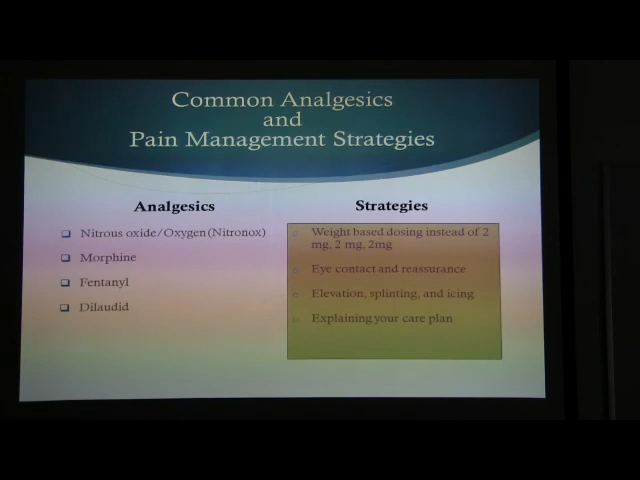 Common Analgesics
and
Pain Management Strategies
Analgesics
Nitrous oxide/Oxygen (Nitronox)
Morphine
Fentanyl
Dilaudid
Strategies
Weight based dosing instead of 2
mg, 2 mg, 2mg
Eye contact and reassurance
Elevation, splinting, and icing
Explaining your care plan